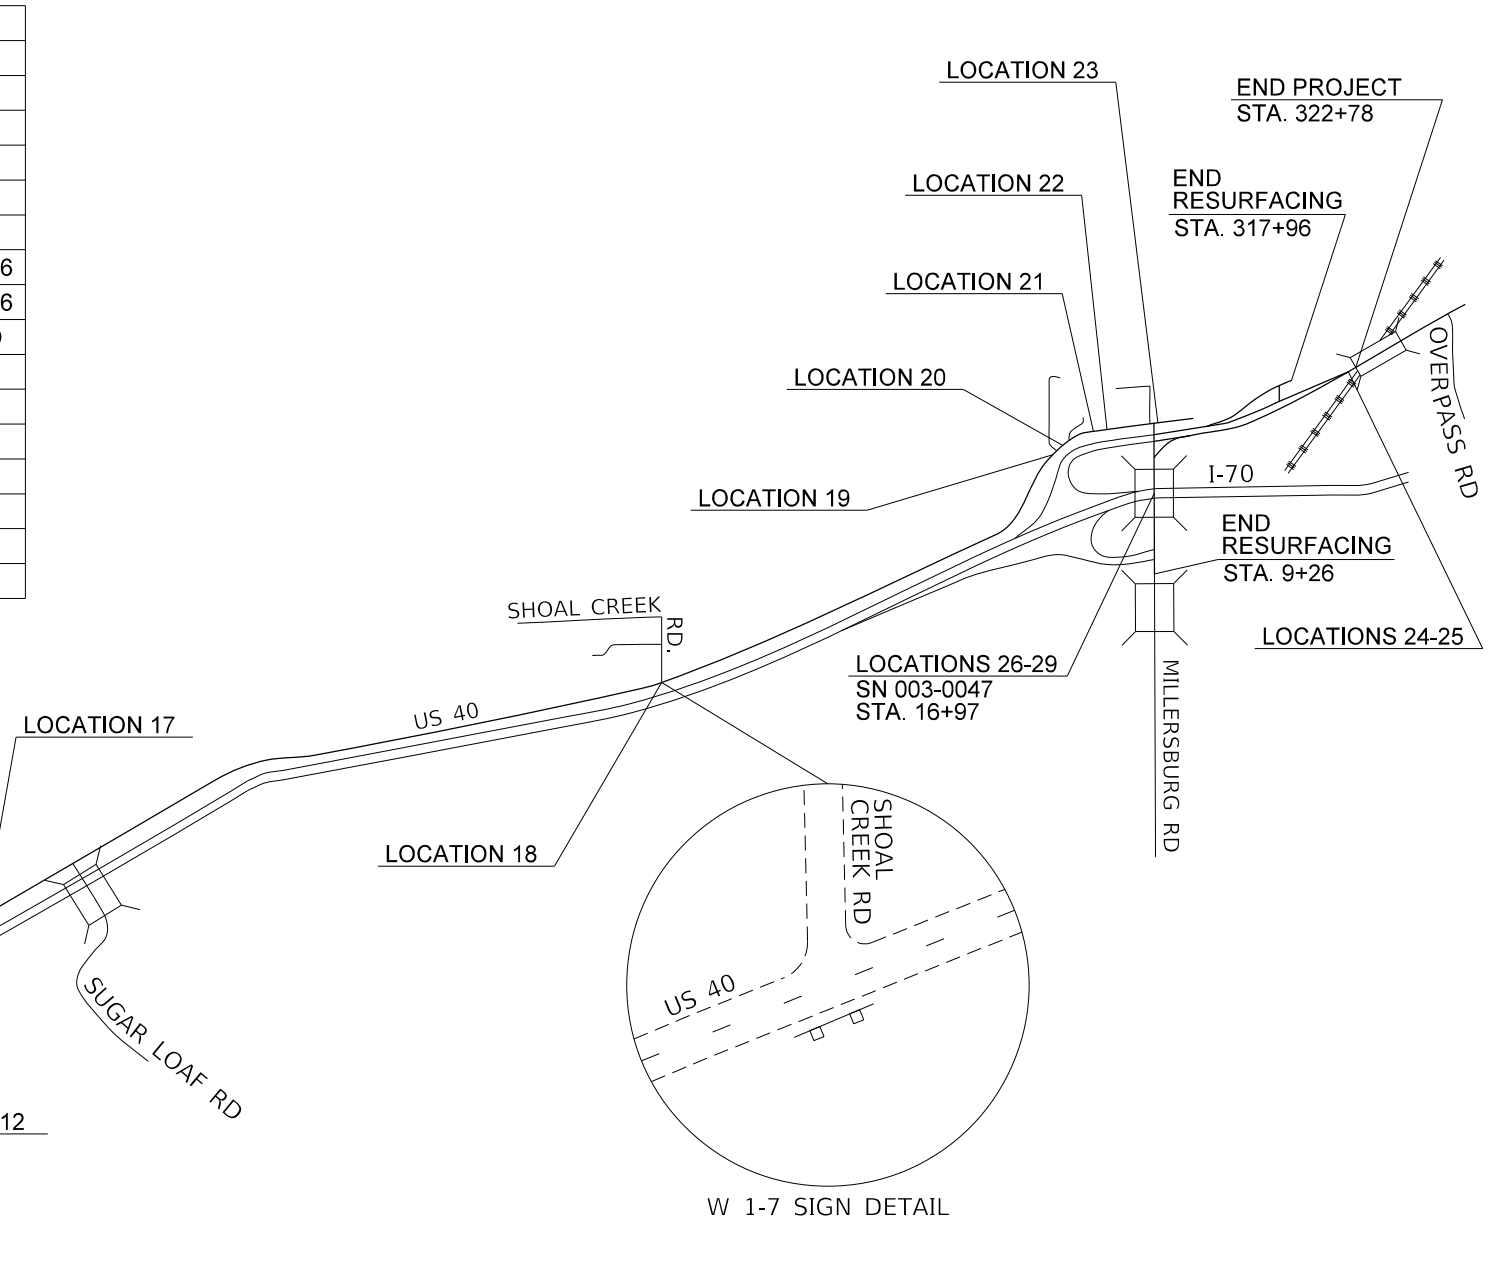 6
6
LOCATION 23
END PROJECT
STA. 322+78
LOCATION 22
END
RESURFACING
STA. 317+96
LOCATION 21
OVERPASS RD
LOCATION 20
LOCATION 19
I-70
END
RESURFACING
STA. 9+26
SHOAL CREEK
RD.
LOCATIONS 24-25
LOCATIONS 26-29
SN 003-0047
STA. 16+97
MILLERSBURG RD
US 40
LOCATION 17
LOCATION 18
SHOAL
CREEK RD
US 40
SUGAR LOAF RD
12
W 1-7 SIGN DETAIL